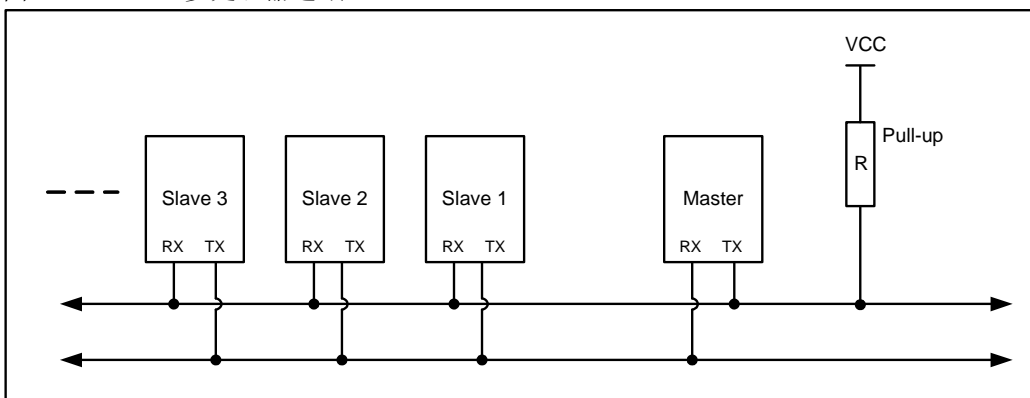 VCC
Pull-up
R
Slave 3
Slave 2
Slave 1
Master
RX TX
RX TX
RX TX
RX TX